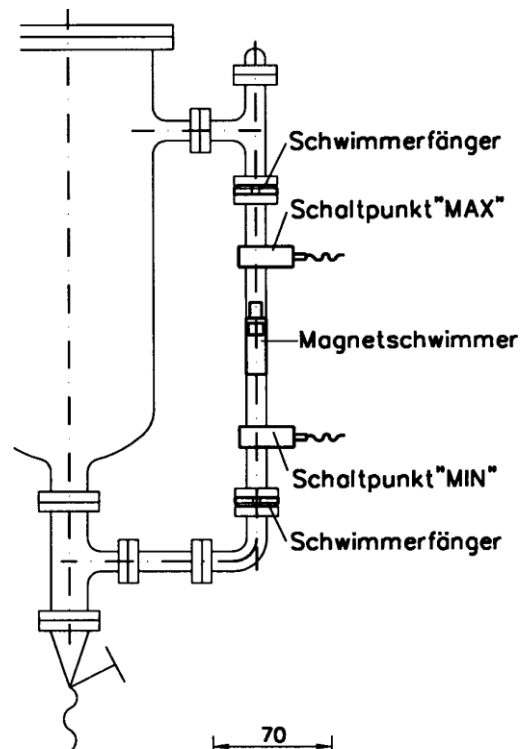 Schwimmerfänger
Schaltpunkt"MAX"
Magnetschwimmer
Schaltpunkt"MIN"
Schwimmerfänger
70